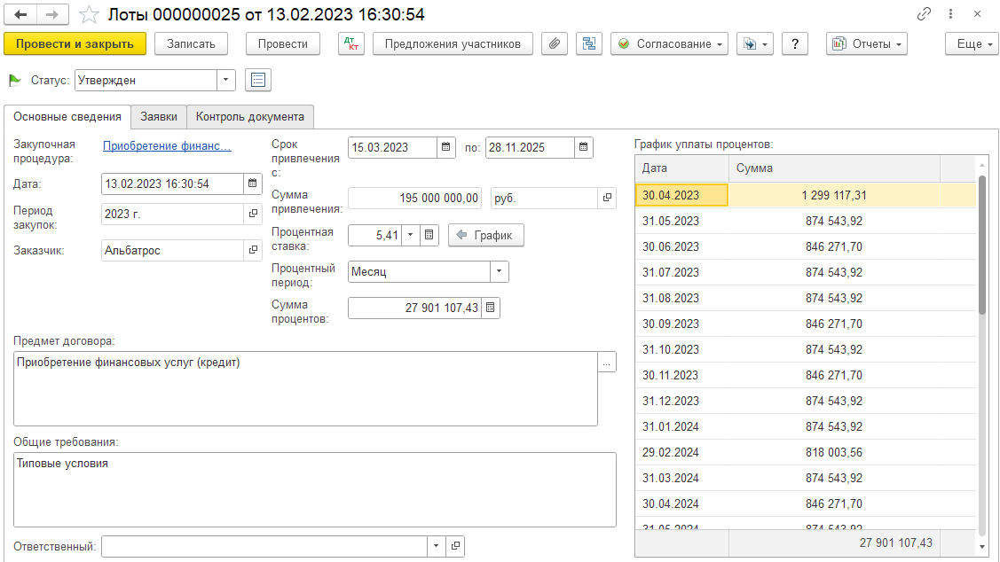 Лоты 000000025 от 13.02.2023 16:30:54
Провести и закрыть
Записать
Провести
Дт
Кт
Предложения участников
Согласование
?
Отчеты
Еще
Статус:
Утвержден
Основные сведения
Заявки
Контроль документа
Закупочная
процедура:
Приобретение финанс...
Дата:
13.02.2023 16:30:54
Период
закупок:
2023 г.
Заказчик:
Альбатрос
Срок
привлечения
с:
15.03.2023
по:
28.11.2025
Сумма
привлечения:
195 000 000,00
руб.
Процентная
ставка:
5,41
График
Процентный
период:
Месяц
Сумма
процентов:
27 901 107,43
Предмет договора:
Приобретение финансовых услуг (кредит)
...
Общие требования:
Типовые условия
Ответственный:
График уплаты процентов:
Дата Сумма
30.04.2023 1 299 117,31
31.05.2023 874 543,92
30.06.2023 846 271,70
31.07.2023 874 543,92
31.08.2023 874 543,92
30.09.2023 846 271,70
31.10.2023 874 543,92
30.11.2023 846 271,70
31.12.2023 874 543,92
31.01.2024 874 543,92
29.02.2024 818 003,56
31.03.2024 874 543,92
30.04.2024 846 271,70
31.05.2024 874 543,92
27 901 107,43